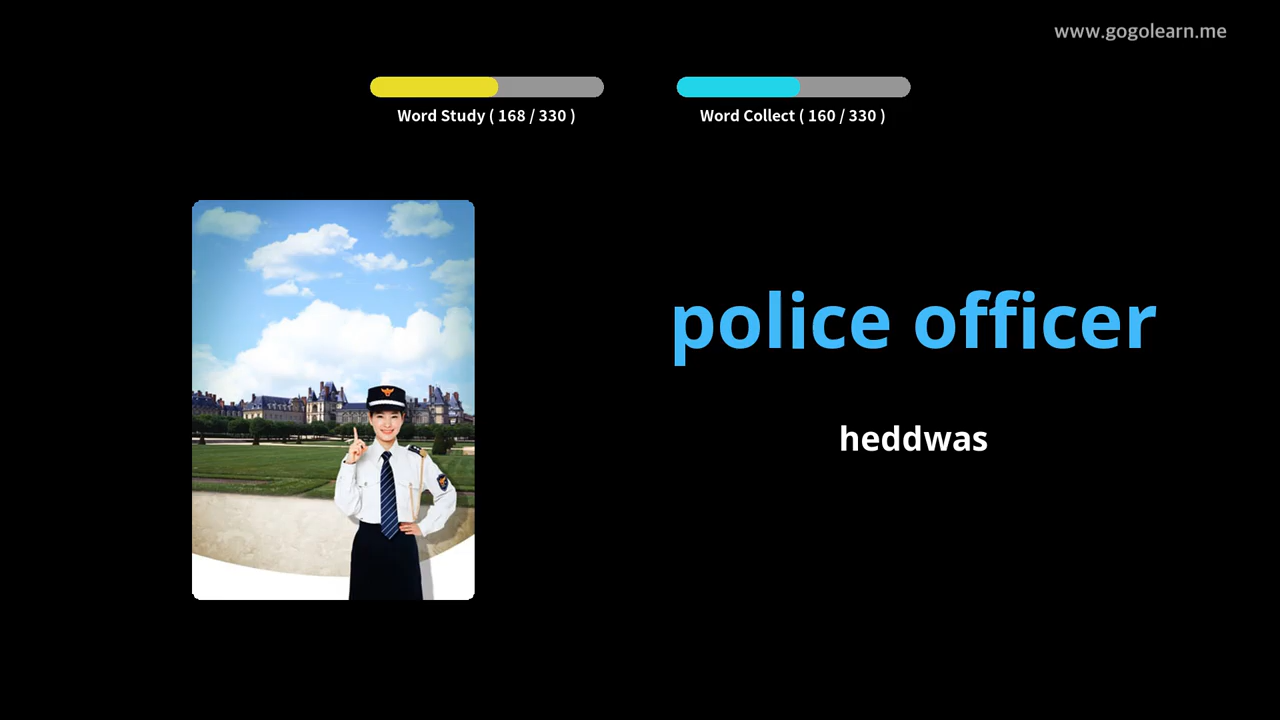 www.gogolearn.me
Word Study ( 168 / 330 )
Word Collect ( 160 / 330 )
police officer
heddwas